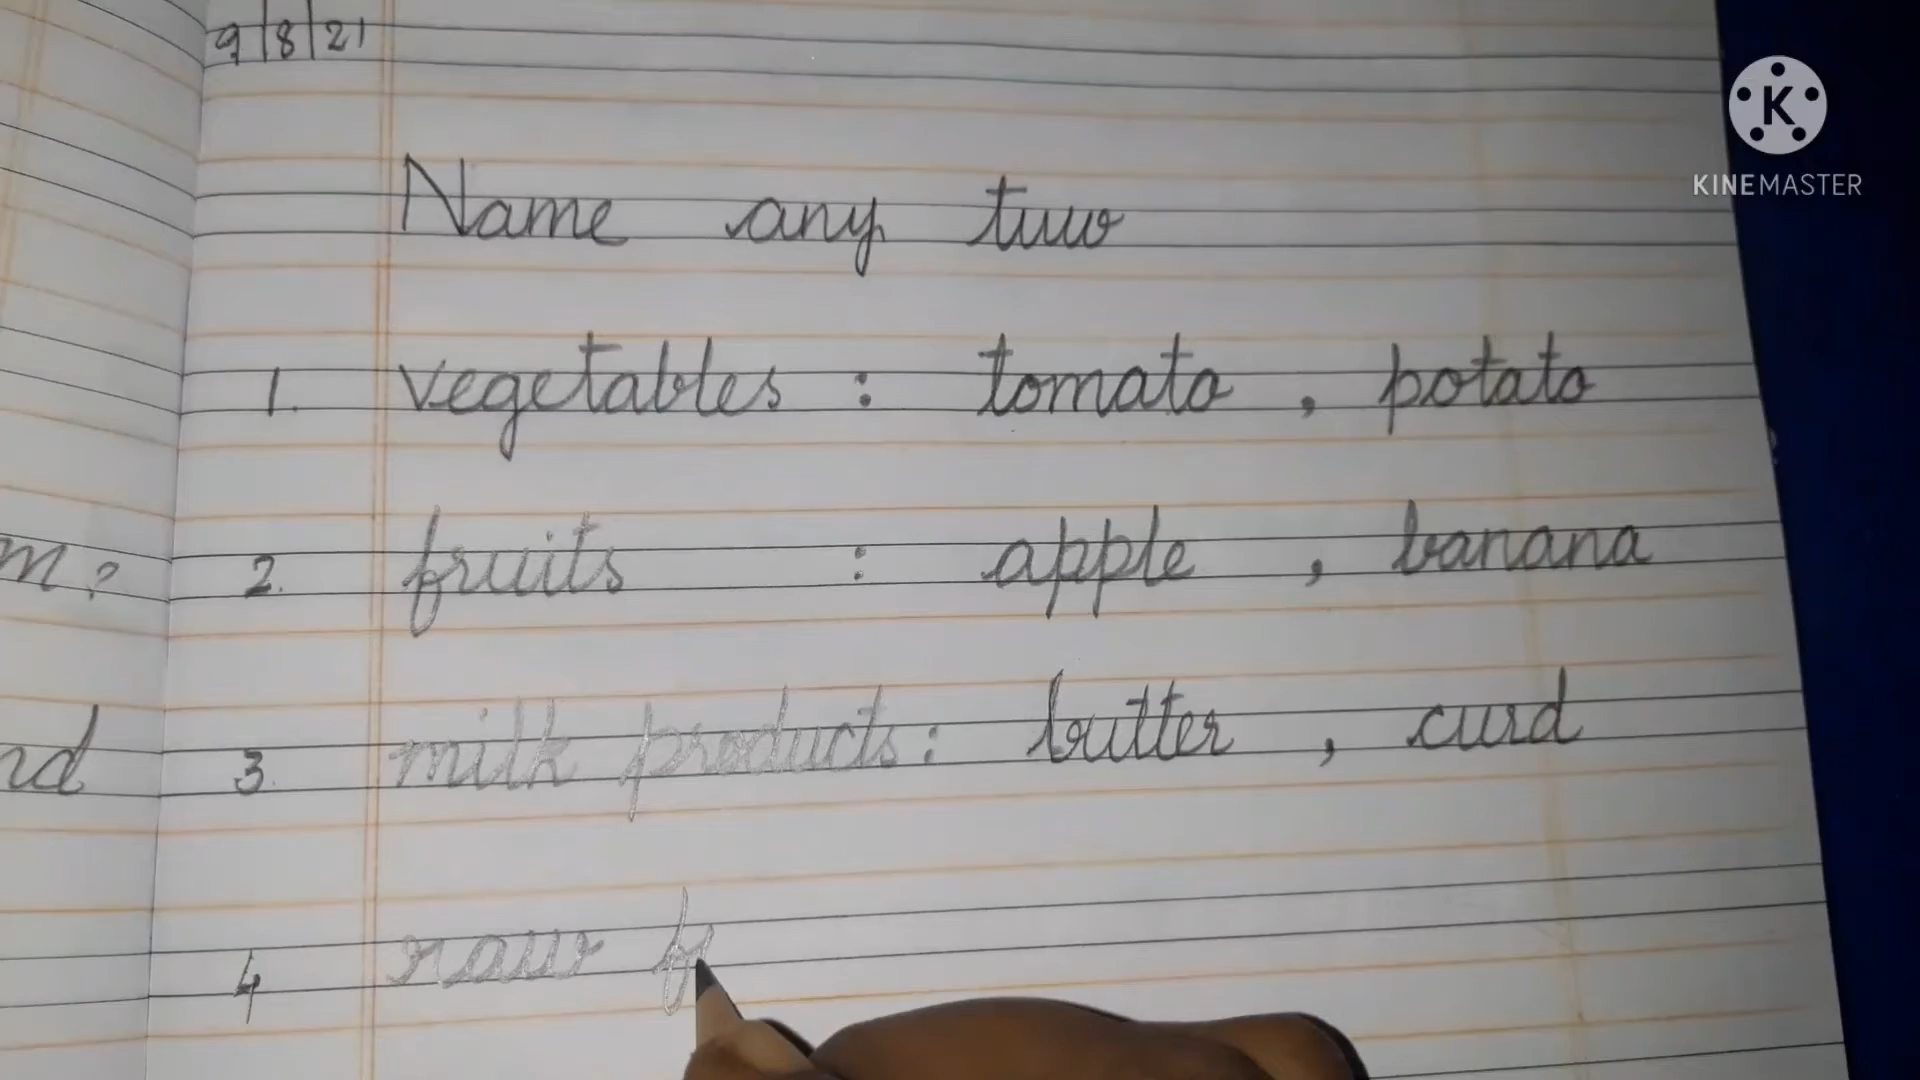 9/8/21
KINEMASTER
Name any two
1. vegetables : tomato , potato
m?
2. fruits : apple , banana
nd
3. milk products : butter , curd
4 raw f